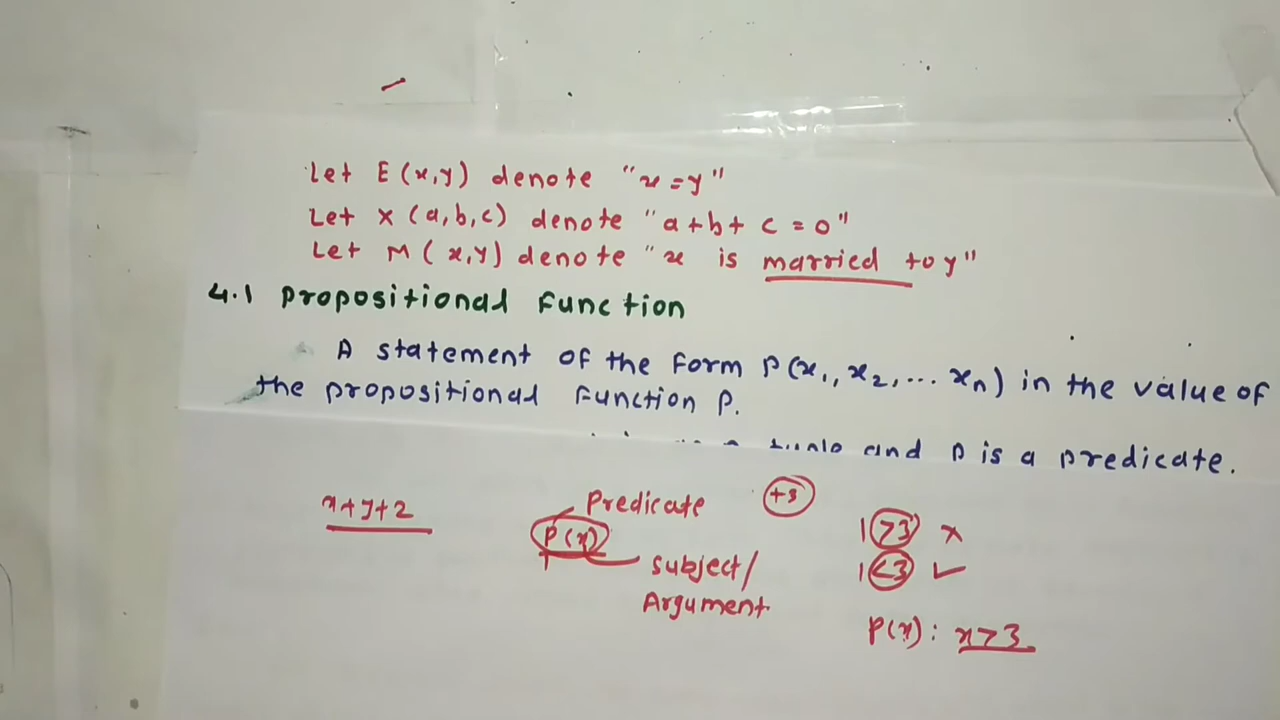 Let E(x,y) denote "x=y"
Let X(a,b,c) denote "a+b+c=0"
Let M(x,y) denote "x is married to y"
4.1 Propositional Function
A statement of the form P(x₁, x₂, ... xₙ) in the value of
the propositional function P.
and P is a predicate.
x+y+2
Predicate
P(x)
subject/
Argument
+3
1 >3 ×
1 <3 ✓
P(x): x>3